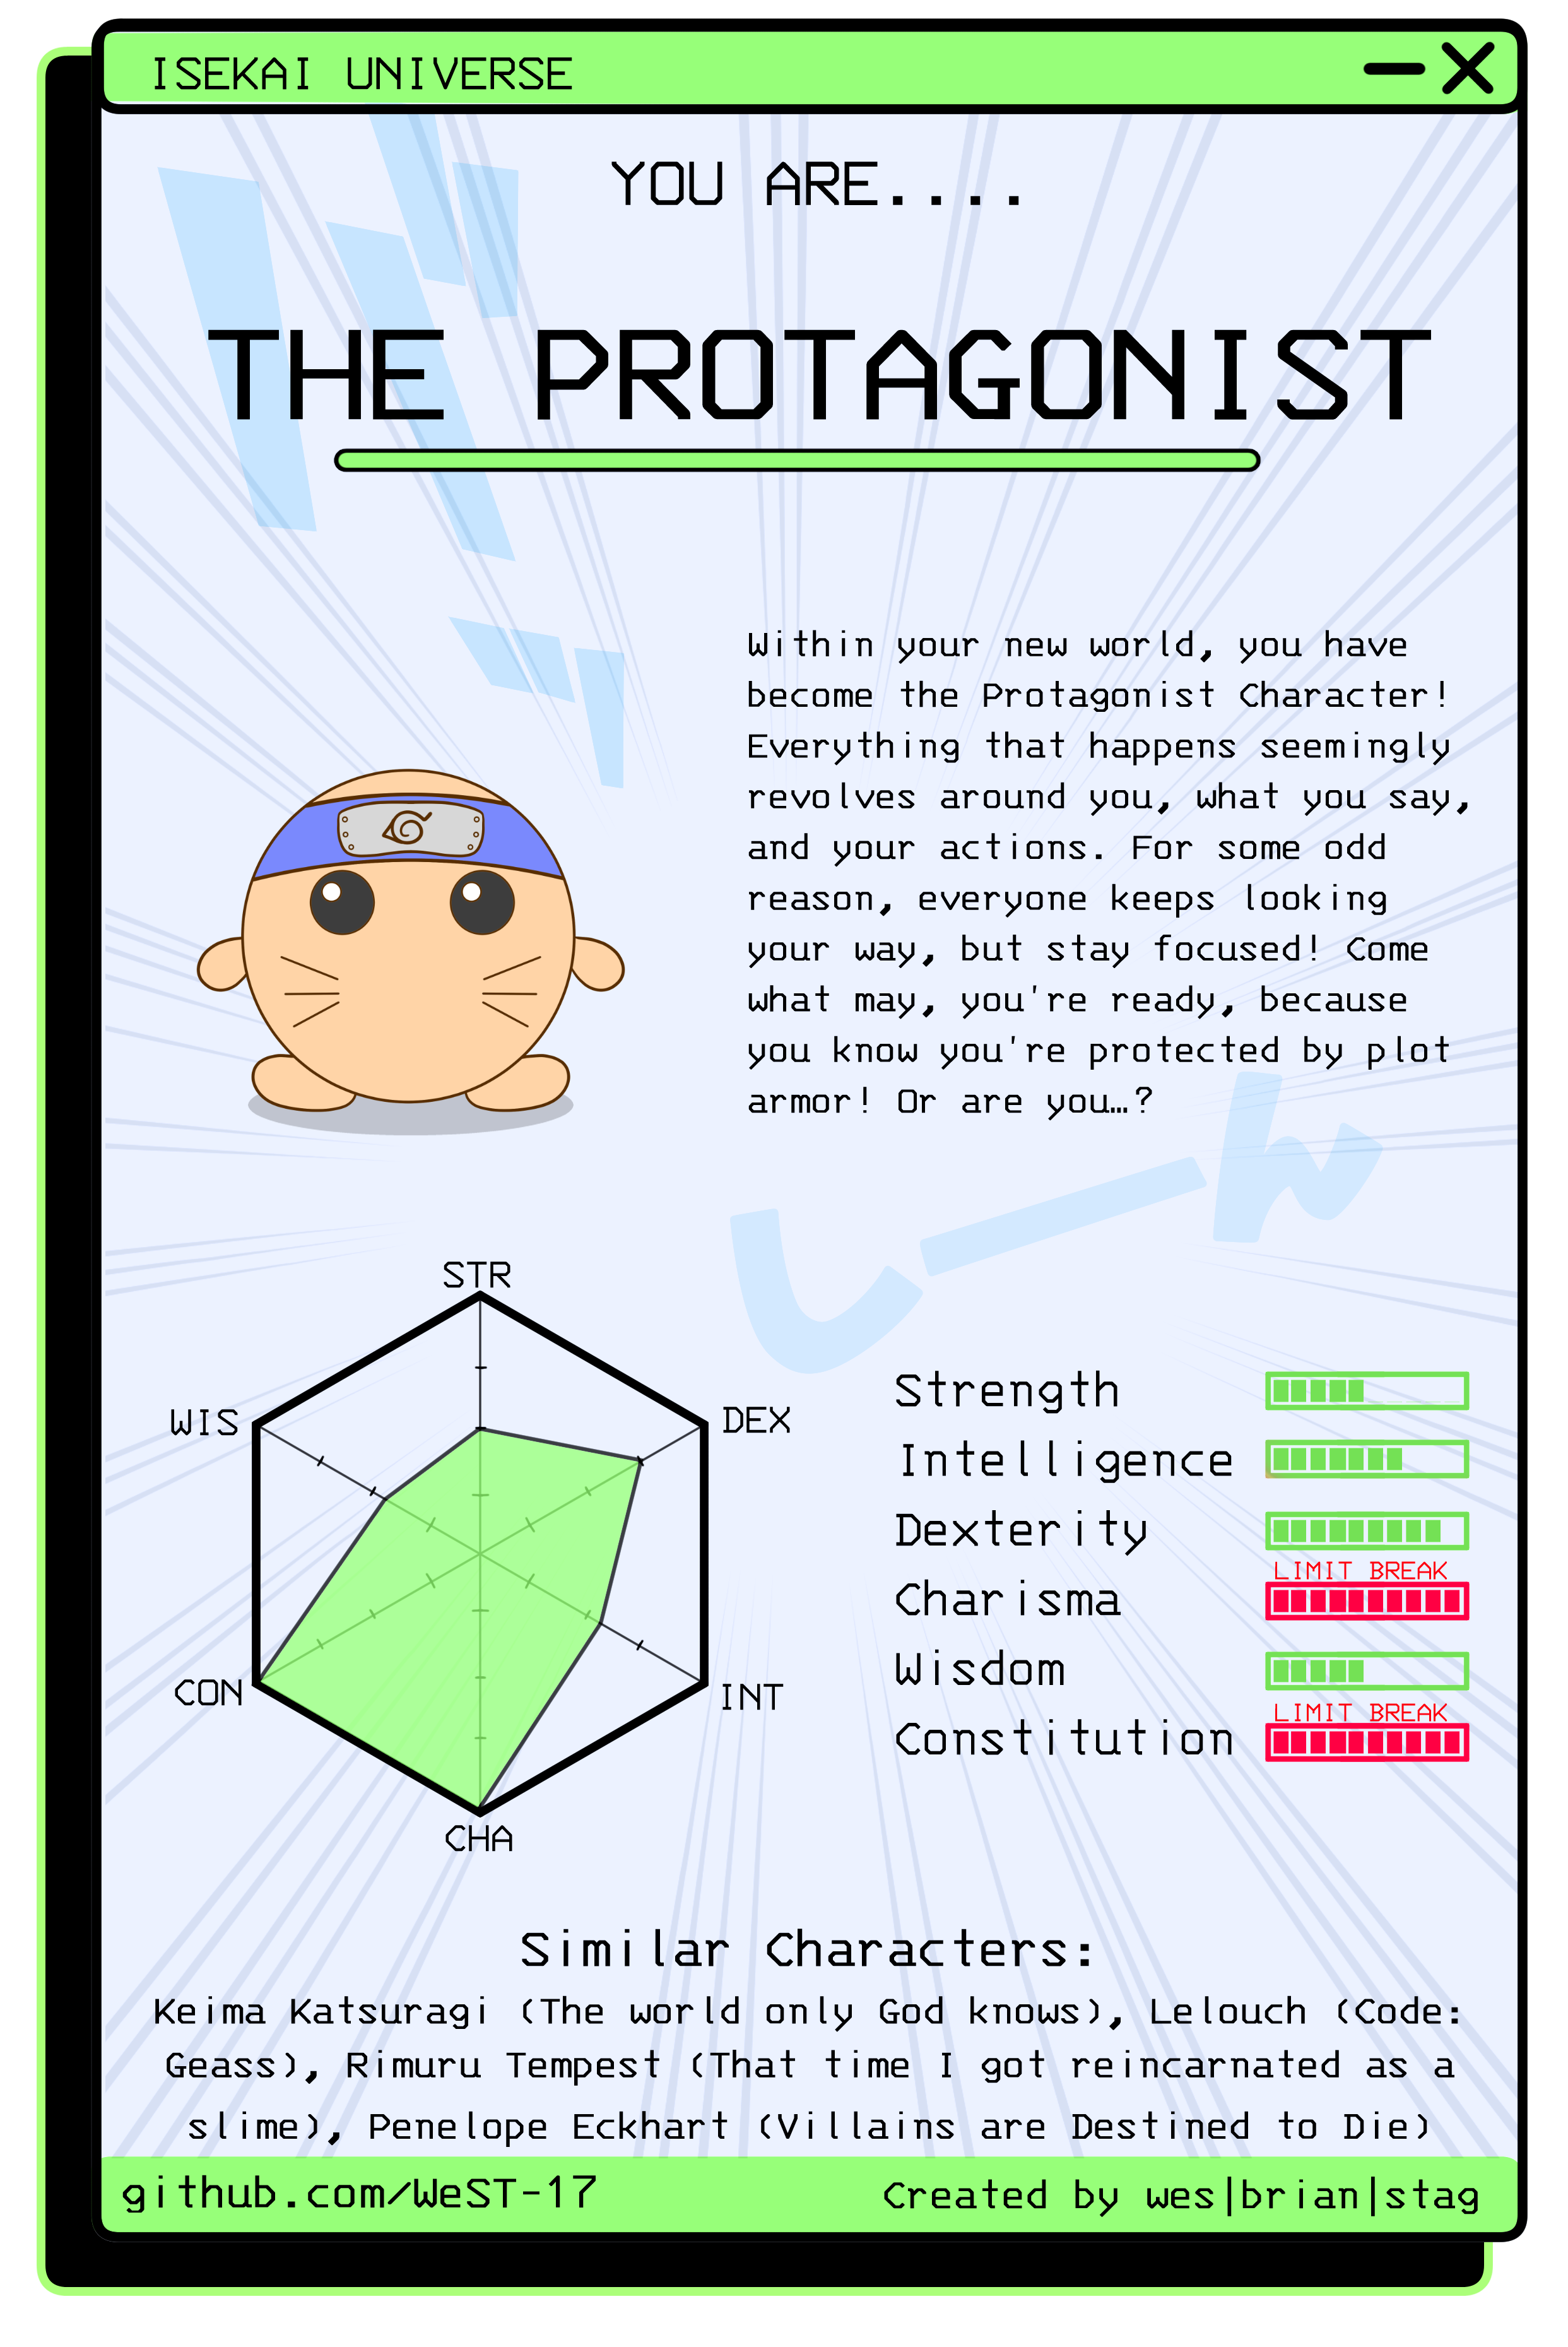 ISEKAI UNIVERSE
YOU ARE....
THE PROTAGONIST
Within your new world, you have
become the Protagonist Character!
Everything that happens seemingly
revolves around you, what you say,
and your actions. For some odd
reason, everyone keeps looking
your way, but stay focused! Come
what may, you're ready, because
you know you're protected by plot
armor! Or are you…?
STR
WIS
DEX
CON
INT
CHA
Strength
Intelligence
Dexterity
LIMIT BREAK
Charisma
Wisdom
LIMIT BREAK
Constitution
Similar Characters:
Keima Katsuragi (The world only God knows), Lelouch (Code:
Geass), Rimuru Tempest (That time I got reincarnated as a
slime), Penelope Eckhart (Villains are Destined to Die)
github.com/WeST-17
Created by wes|brian|stag